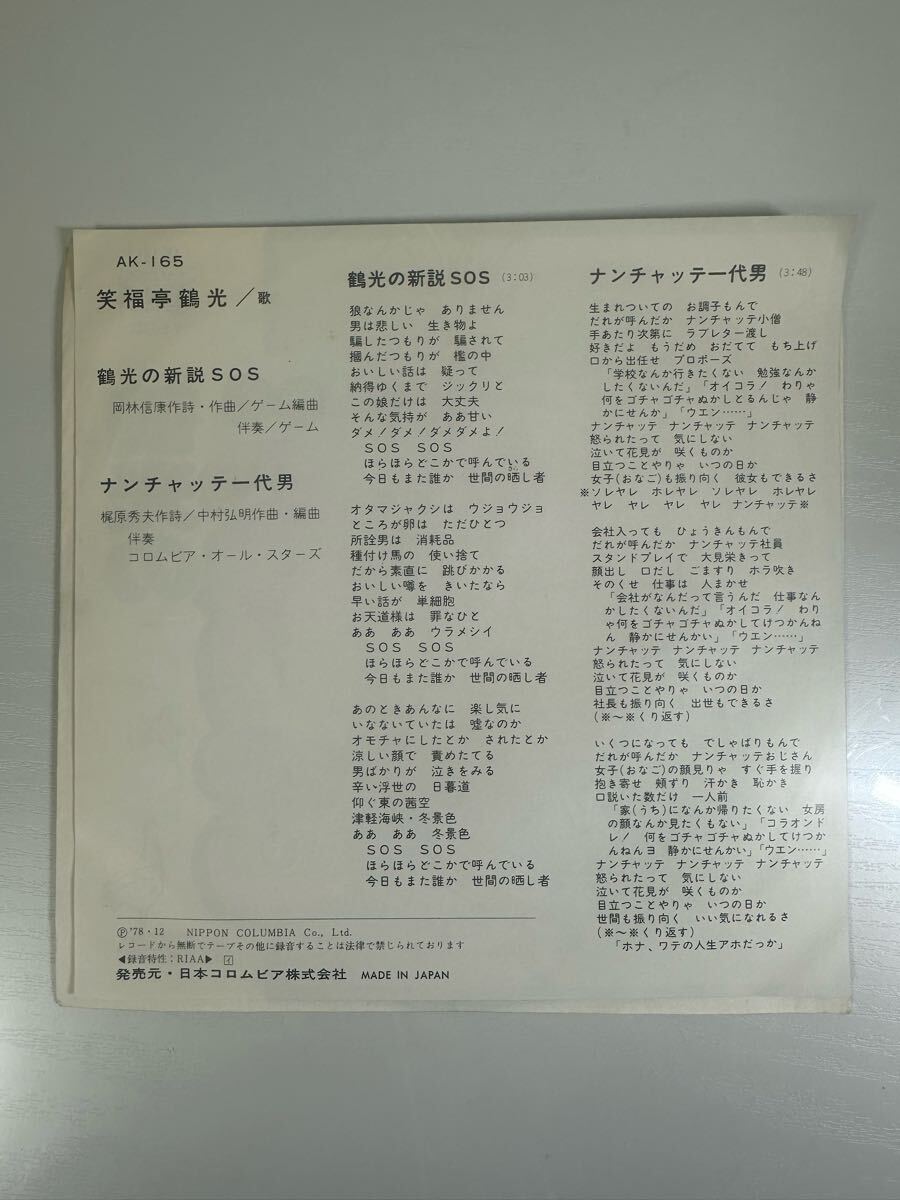 AK-165
笑福亭鶴光／歌
鶴光の新説SOS
岡林信康作詩・作曲／ゲーム編曲
伴奏／ゲーム
ナンチャッテ一代男
梶原秀夫作詩／中村弘明作曲・編曲
伴奏
コロムビア・オール・スターズ
鶴光の新説SOS (3:03)
狼なんかじゃ　ありません
男は悲しい　生き物よ
騙したつもりが　騙されて
摑んだつもりが　檻の中
おいしい話は　疑って
納得ゆくまで　ジックリと
この娘だけは　大丈夫
そんな気持が　ああ甘い
ダメ！ダメ！ダメダメよ！
SOS　SOS
ほらほらどこかで呼んでいる
今日もまた誰か　世間の晒し者
オタマジャクシは　ウジョウジョ
ところが卵は　ただひとつ
所詮男は　消耗品
種付け馬の　使い捨て
だから素直に　跳びかかる
おいしい噂を　きいたなら
早い話が　単細胞
お天道様は　罪なひと
ああ　ああ　ウラメシイ
SOS　SOS
ほらほらどこかで呼んでいる
今日もまた誰か　世間の晒し者
あのときあんなに　楽し気に
いなないていたは　嘘なのか
オモチャにしたとか　されたとか
涼しい顔で　責めたてる
男ばかりが　泣きをみる
辛い浮世の　日暮道
仰ぐ東の茜空
津軽海峡・冬景色
ああ　ああ　冬景色
SOS　SOS
ほらほらどこかで呼んでいる
今日もまた誰か　世間の晒し者
ナンチャッテ一代男 (3:48)
生まれついての　お調子もんで
だれが呼んだか　ナンチャッテ小僧
手あたり次第に　ラブレター渡し
好きだよ　もうだめ　おだてて　もち上げ
口から出任せ　プロポーズ
「学校なんか行きたくない　勉強なんか
したくないんだ」「オイコラ！　わりゃ
何をゴチャゴチャぬかしとるんじゃ　静
かにせんか」「ウエン……」
ナンチャッテ　ナンチャッテ　ナンチャッテ
怒られたって　気にしない
泣いて花見が　咲くものか
目立つことやりゃ　いつの日か
女子(おなご)も振り向く　彼女もできるさ
※ソレヤレ　ホレヤレ　ソレヤレ　ホレヤレ
ヤレ　ヤレ　ヤレ　ヤレ　ナンチャッテ※
会社入っても　ひょうきんもんで
だれが呼んだか　ナンチャッテ社員
スタンドプレイで　大見栄きって
顔出し　口だし　ごますり　ホラ吹き
そのくせ　仕事は　人まかせ
「会社がなんだって言うんだ　仕事なん
かしたくないんだ」「オイコラ！　わり
ゃ何をゴチャゴチャぬかしてけつかんね
ん　静かにせんかい」「ウエン……」
ナンチャッテ　ナンチャッテ　ナンチャッテ
怒られたって　気にしない
泣いて花見が　咲くものか
目立つことやりゃ　いつの日か
社長も振り向く　出世もできるさ
(※〜※くり返す)
いくつになっても　でしゃばりもんで
だれが呼んだか　ナンチャッテおじさん
女子(おなご)の顔見りゃ　すぐ手を握り
抱き寄せ　頬ずり　汗かき　恥かき
口説いた数だけ　一人前
「家(うち)になんか帰りたくない　女房
の顔なんか見たくもない」「コラオンド
レ！　何をゴチャゴチャぬかしてけつか
んねんヨ　静かにせんかい」「ウエン……」
ナンチャッテ　ナンチャッテ　ナンチャッテ
怒られたって　気にしない
泣いて花見が　咲くものか
目立つことやりゃ　いつの日か
世間も振り向く　いい気になれるさ
(※〜※くり返す)
「ホナ、ワテの人生アホだっか」
Ⓟ'78・12　NIPPON COLUMBIA Co., Ltd.
レコードから無断でテープその他に録音することは法律で禁じられております
◀録音特性：RIAA▶ イ
発売元・日本コロムビア株式会社　MADE IN JAPAN